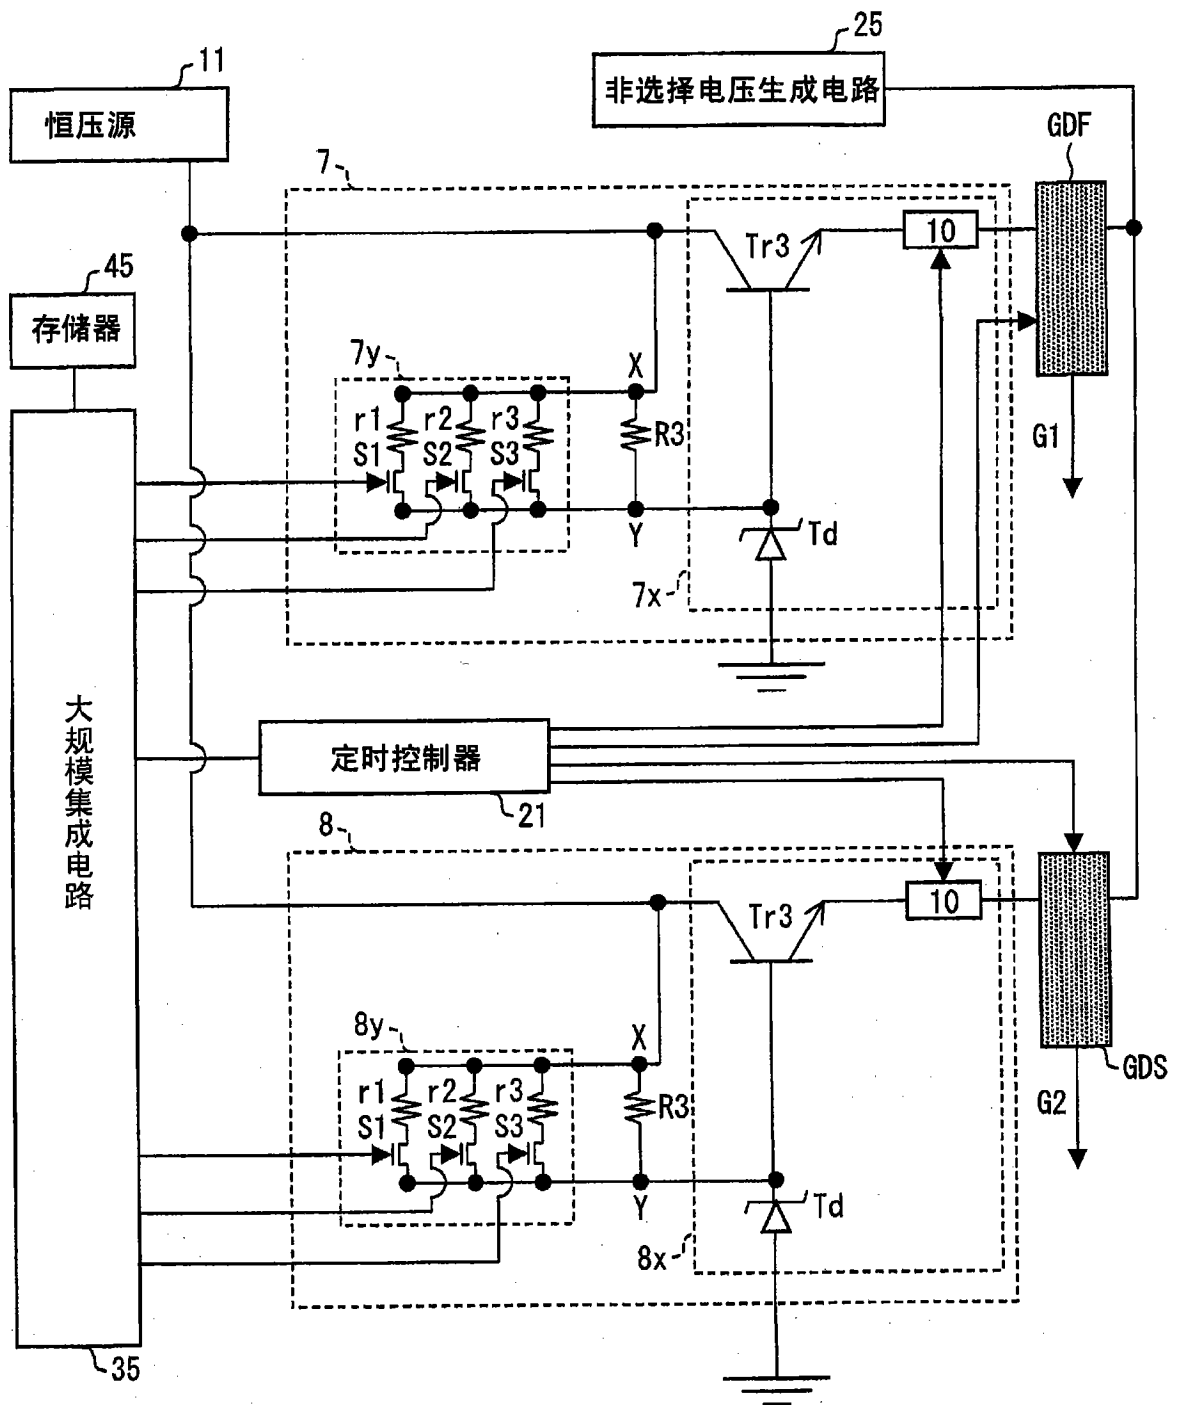 11
恒压源
25
非选择电压生成电路
GDF
7
Tr3
10
45
存储器
7y
X
r1
r2
r3
R3
S1
S2
S3
G1
Y
Td
7x
大规模集成电路
定时控制器
21
8
Tr3
10
8y
X
r1
r2
r3
R3
S1
S2
S3
GDS
G2
Y
Td
8x
35